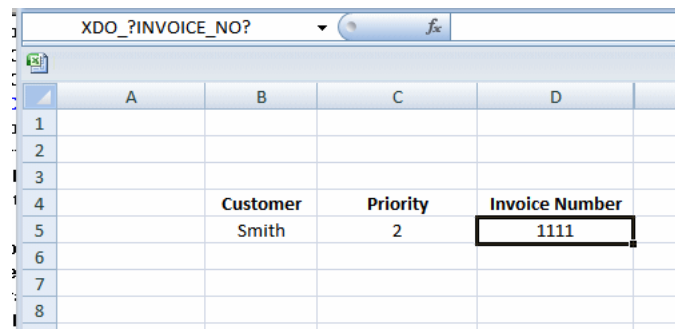 XDO_?INVOICE_NO? fx
A B C D
1
2
3
4 Customer Priority Invoice Number
5 Smith 2 1111
6
7
8